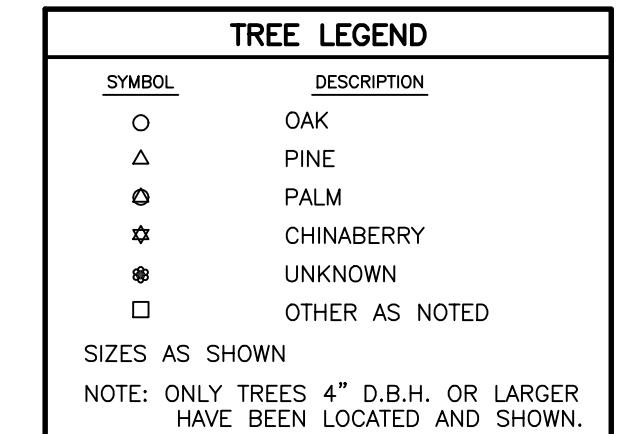 TREE LEGEND
SYMBOL DESCRIPTION
OAK
PINE
PALM
CHINABERRY
UNKNOWN
OTHER AS NOTED
SIZES AS SHOWN
NOTE: ONLY TREES 4" D.B.H. OR LARGER
HAVE BEEN LOCATED AND SHOWN.